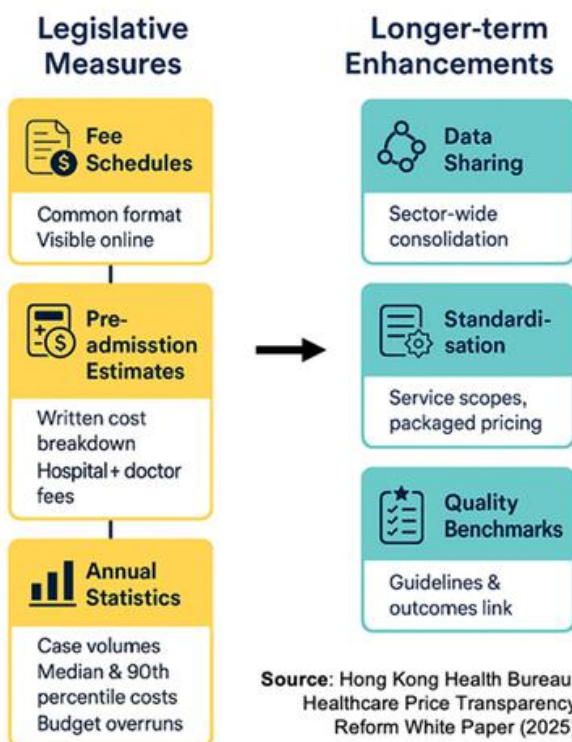 Legislative
Measures
Fee
Schedules
Common format
Visible online
Pre-
admisstion
Estimates
Written cost
breakdown
Hospital + doctor
fees
Annual
Statistics
Case volumes
Median & 90th
percentile costs
Budget overruns
Longer-term
Enhancements
Data
Sharing
Sector-wide
consolidation
Standardi-
sation
Service scopes,
packaged pricing
Quality
Benchmarks
Guidelines &
outcomes link
Source: Hong Kong Health Bureau
Healthcare Price Transparency
Reform White Paper (2025